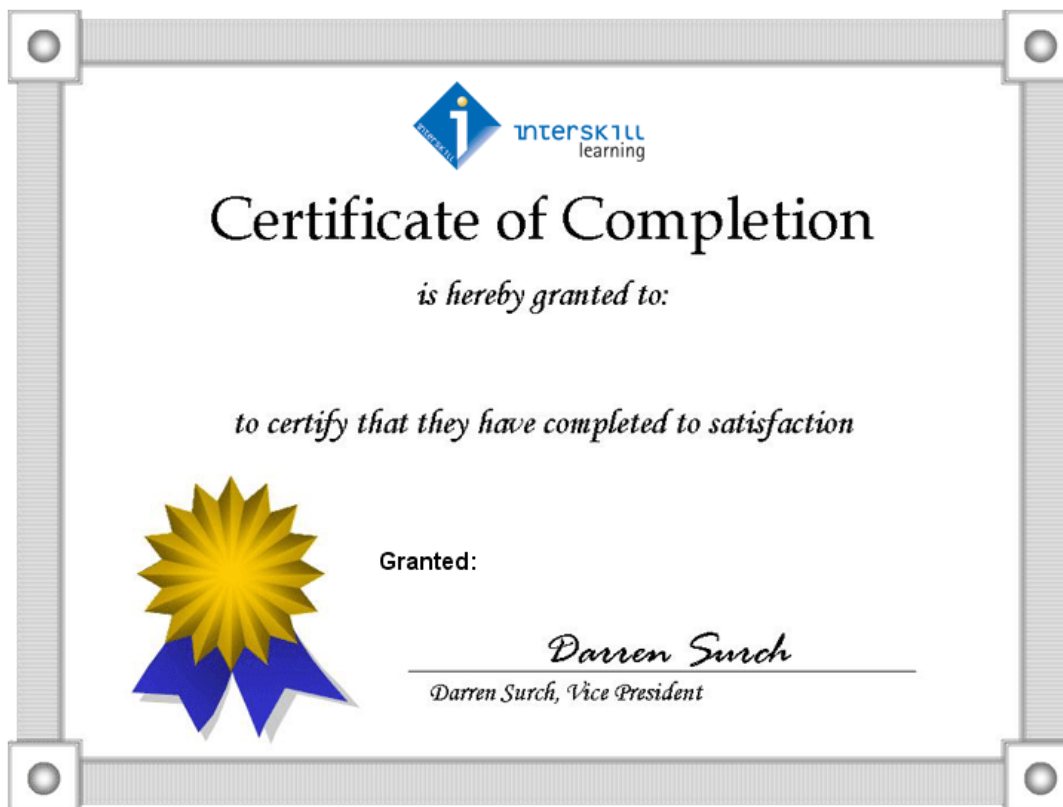 i
interskill
interskill
learning
Certificate of Completion
is hereby granted to:
to certify that they have completed to satisfaction
Granted:
Darren Surch
Darren Surch, Vice President